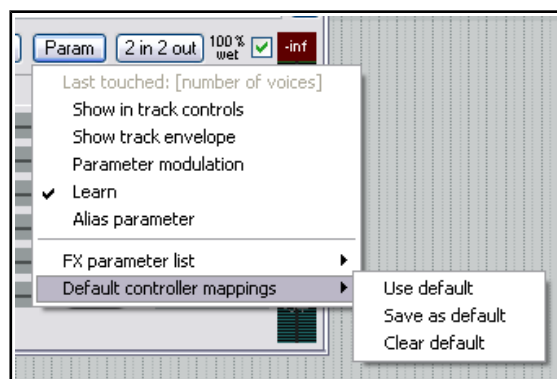 Param
2 in 2 out
100%
wet
-inf
Last touched: [number of voices]
Show in track controls
Show track envelope
Parameter modulation
Learn
Alias parameter
FX parameter list
Default controller mappings
Use default
Save as default
Clear default